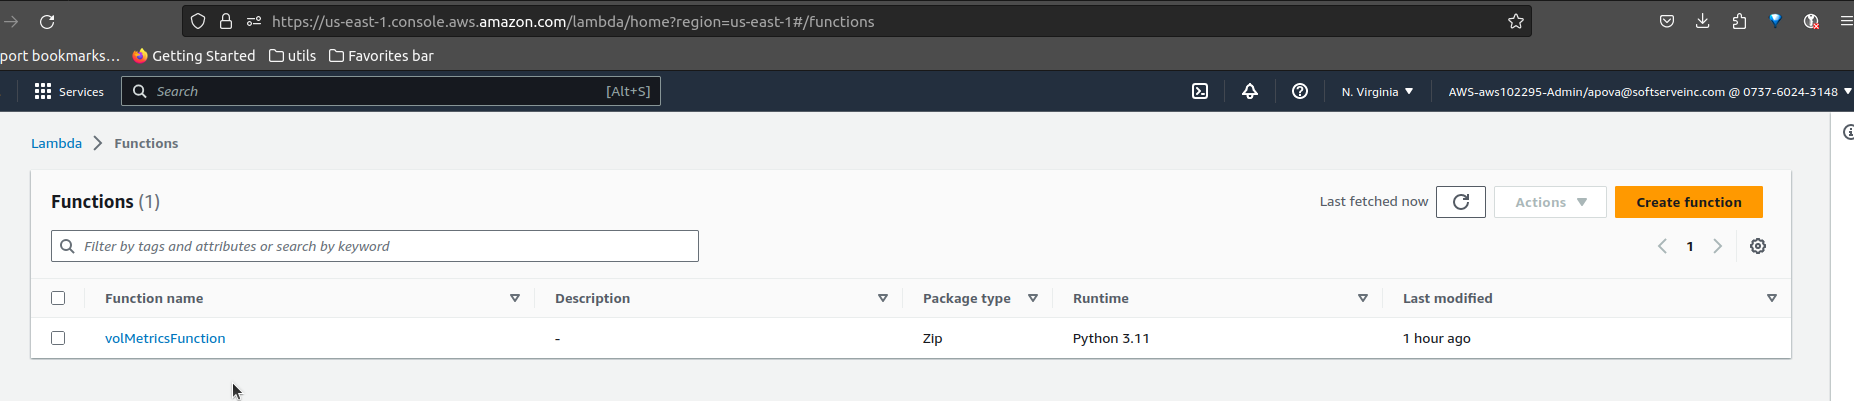 https://us-east-1.console.aws.amazon.com/lambda/home?region=us-east-1#/functions
port bookmarks… Getting Started utils Favorites bar
Services Search [Alt+S] N. Virginia AWS-aws102295-Admin/apova@softserveinc.com @ 0737-6024-3148
Lambda Functions
Functions (1) Last fetched now Actions Create function
Filter by tags and attributes or search by keyword 1
Function name Description Package type Runtime Last modified
volMetricsFunction - Zip Python 3.11 1 hour ago